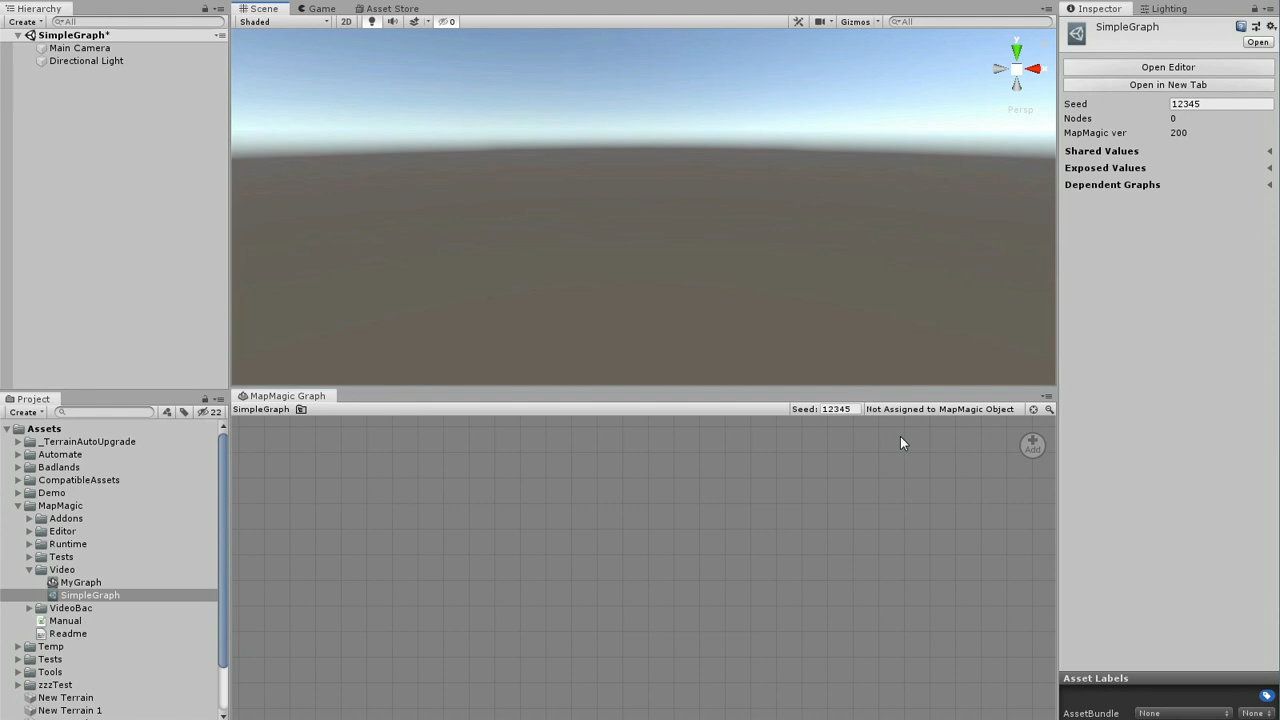 Hierarchy
Create
All
SimpleGraph*
Main Camera
Directional Light
Scene
Game
Asset Store
Shaded
2D
0
Gizmos
All
y
x
Persp
Inspector
Lighting
SimpleGraph
Open
Open Editor
Open in New Tab
Seed 12345
Nodes 0
MapMagic ver 200
Shared Values
Exposed Values
Dependent Graphs
Project
Create
22
Assets
_TerrainAutoUpgrade
Automate
Badlands
CompatibleAssets
Demo
MapMagic
Addons
Editor
Runtime
Tests
Video
MyGraph
SimpleGraph
VideoBac
Manual
Readme
Temp
Tests
Tools
zzzTest
New Terrain
New Terrain 1
MapMagic Graph
SimpleGraph
Seed: 12345
Not Assigned to MapMagic Object
Add
Asset Labels
AssetBundle None None